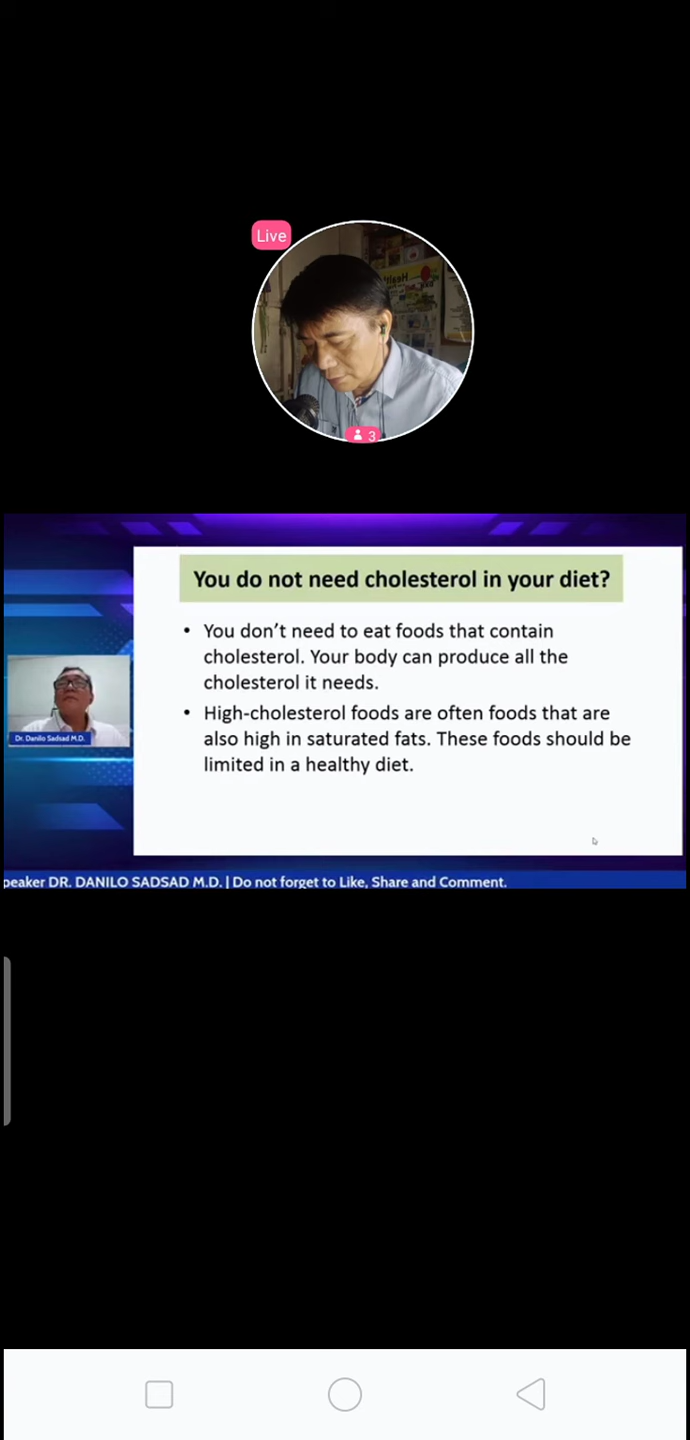 Live
3
You do not need cholesterol in your diet?
• You don’t need to eat foods that contain
cholesterol. Your body can produce all the
cholesterol it needs.
• High-cholesterol foods are often foods that are
also high in saturated fats. These foods should be
limited in a healthy diet.
Dr. Danilo Sadsad M.D.
peaker DR. DANILO SADSAD M.D. | Do not forget to Like, Share and Comment.